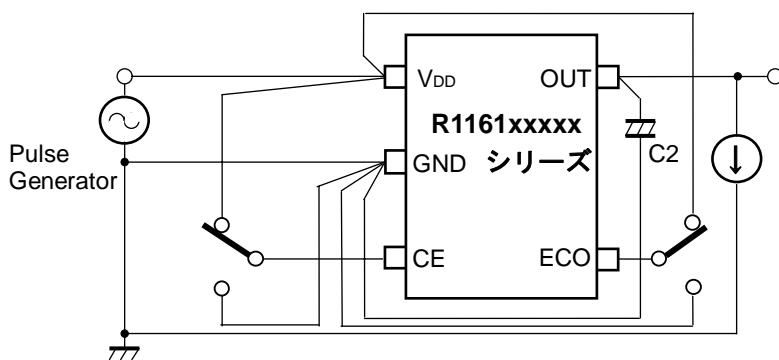 VDD
OUT
R1161xxxxx
シリーズ
C2
Pulse
Generator
GND
CE
ECO